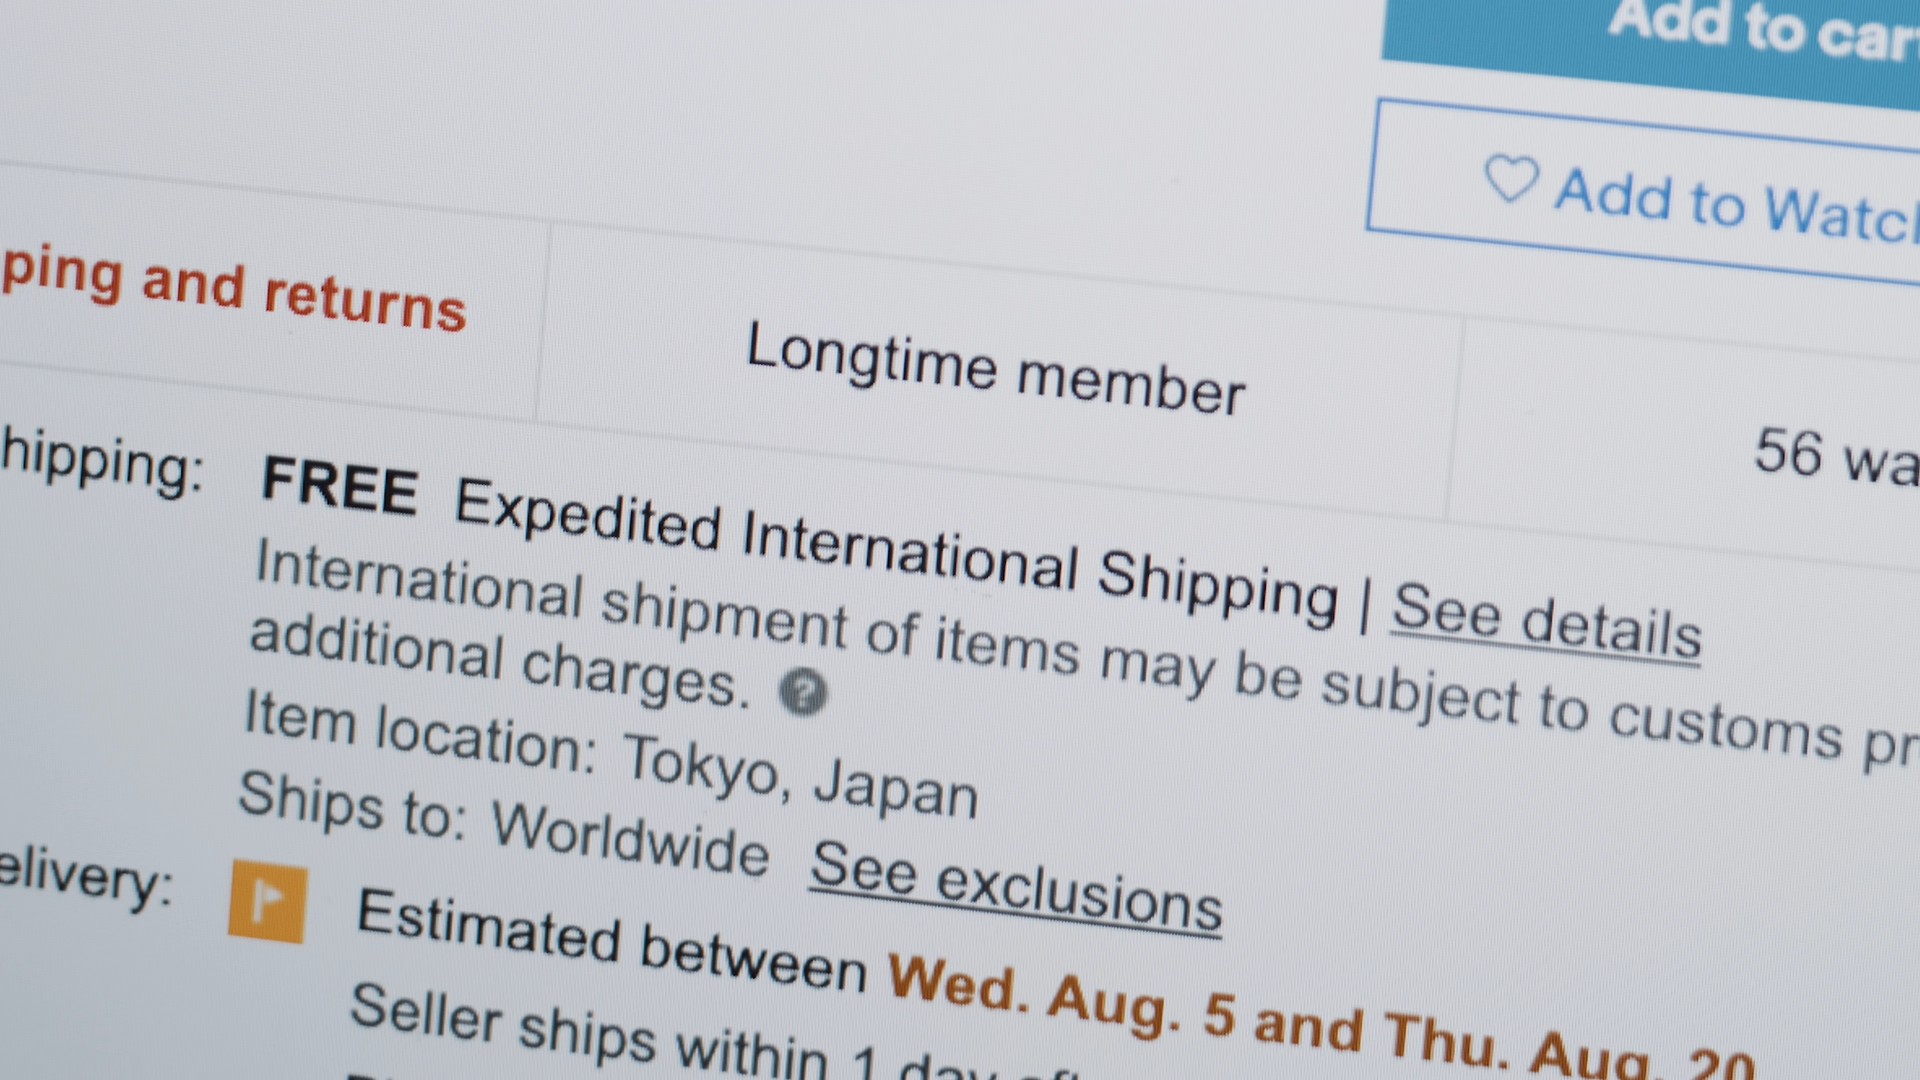 Add to car
Add to Watc
ping and returns
Longtime member
56 wa
hipping: FREE Expedited International Shipping | See details
International shipment of items may be subject to customs pr
additional charges. ?
Item location: Tokyo, Japan
Ships to: Worldwide See exclusions
elivery: Estimated between Wed. Aug. 5 and Thu. Aug. 20
Seller ships within 1 day